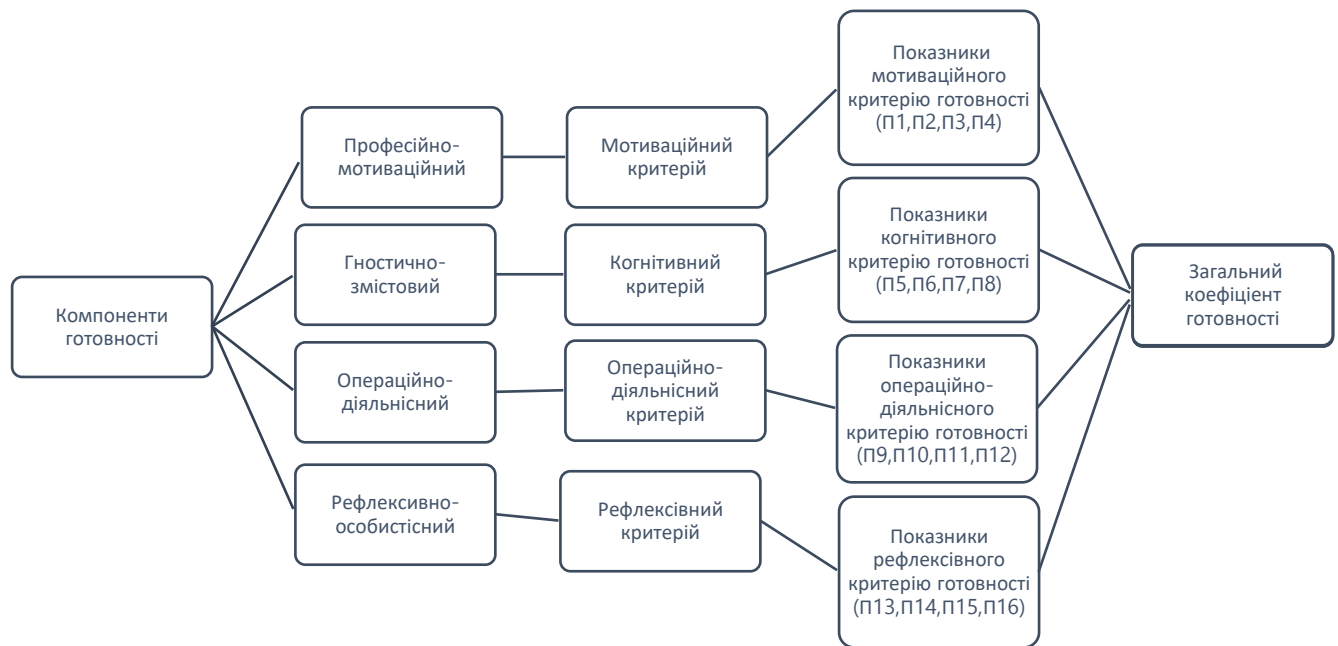 Компоненти
готовності
Професійно-
мотиваційний
Гностично-
змістовий
Операційно-
діяльнісний
Рефлексивно-
особистісний
Мотиваційний
критерій
Когнітивний
критерій
Операційно-
діяльнісний
критерій
Рефлексівний
критерій
Показники
мотиваційного
критерію готовності
(П1,П2,П3,П4)
Показники
когнітивного
критерію готовності
(П5,П6,П7,П8)
Показники
операційно-
діяльнісного
критерію готовності
(П9,П10,П11,П12)
Показники
рефлексівного
критерію готовності
(П13,П14,П15,П16)
Загальний
коефіцієнт
готовності